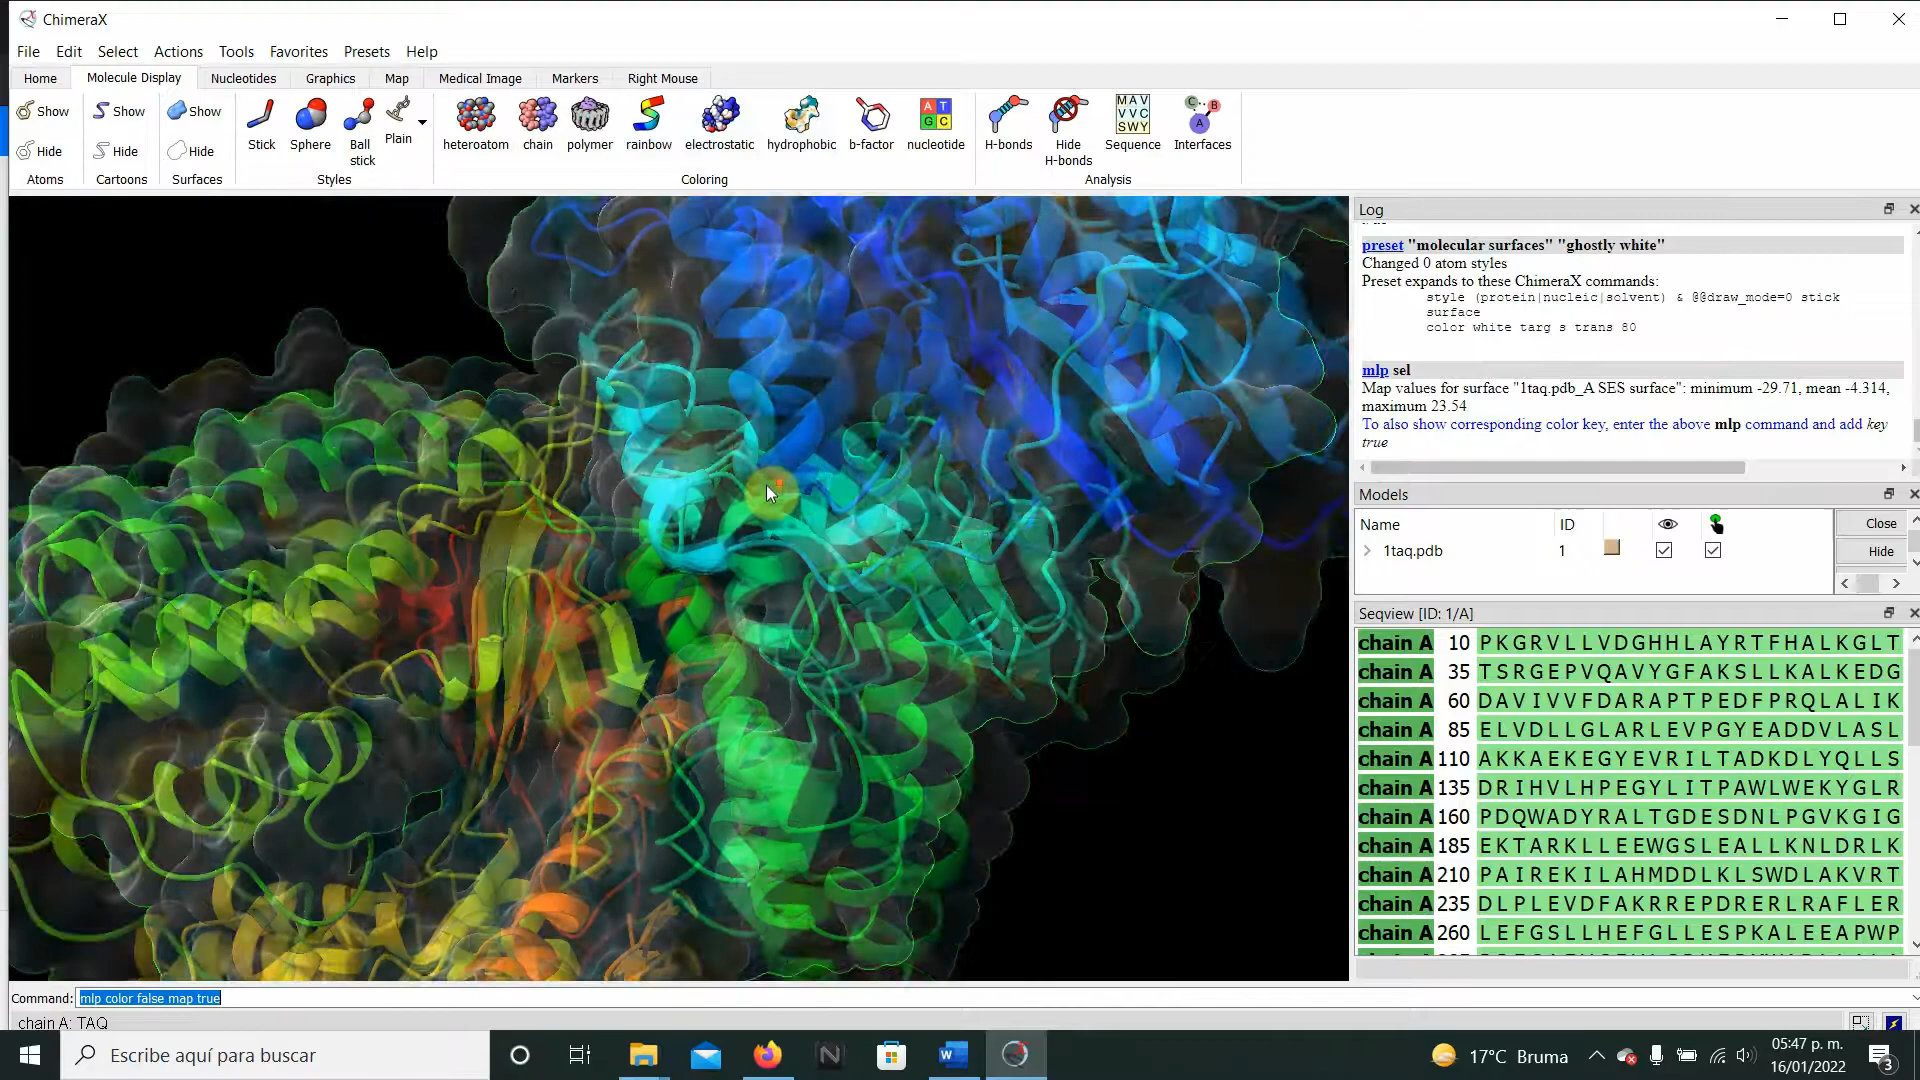 ChimeraX
File Edit Select Actions Tools Favorites Presets Help
Home Molecule Display Nucleotides Graphics Map Medical Image Markers Right Mouse
Show Show Show
Hide Hide Hide
Atoms Cartoons Surfaces
Stick Sphere Ball stick Plain
Styles
heteroatom chain polymer rainbow electrostatic hydrophobic b-factor nucleotide
Coloring
H-bonds Hide H-bonds Sequence Interfaces
Analysis
Log
preset "molecular surfaces" "ghostly white"
Changed 0 atom styles
Preset expands to these ChimeraX commands:
style (protein|nucleic|solvent) & @@draw_mode=0 stick
surface
color white targ s trans 80
mlp sel
Map values for surface "1taq.pdb_A SES surface": minimum -29.71, mean -4.314,
maximum 23.54
To also show corresponding color key, enter the above mlp command and add key
true
Models
Name ID
1taq.pdb 1
Close
Hide
Seqview [ID: 1/A]
chain A 10 PKGRVLLVDGHHLAYRTFHALKGLT
chain A 35 TSRGEPVQAVYGFAKSLLKALKEDG
chain A 60 DAVIVVFDARAPTPEDFPRQLALIK
chain A 85 ELVDLLGLARLEVPGYEADDVLASL
chain A 110 AKKAEKEGYEVRILTADKDLYQLLS
chain A 135 DRIHVLHPEGYLITPAWLWEKYGLR
chain A 160 PDQWADYRALTGDESDNLPGVKGIG
chain A 185 EKTARKLLEEWGSLEALLKNLDRLK
chain A 210 PAIREKILAHMDDLKLSWDLAKVRT
chain A 235 DLPLEVDFAKRREPDRERLRAFLER
chain A 260 LEFGSLLHEFGLLESPKALEEAPWP
Command: mlp color false map true
chain A: TAQ
Escribe aquí para buscar
17°C Bruma
05:47 p. m.
16/01/2022
3